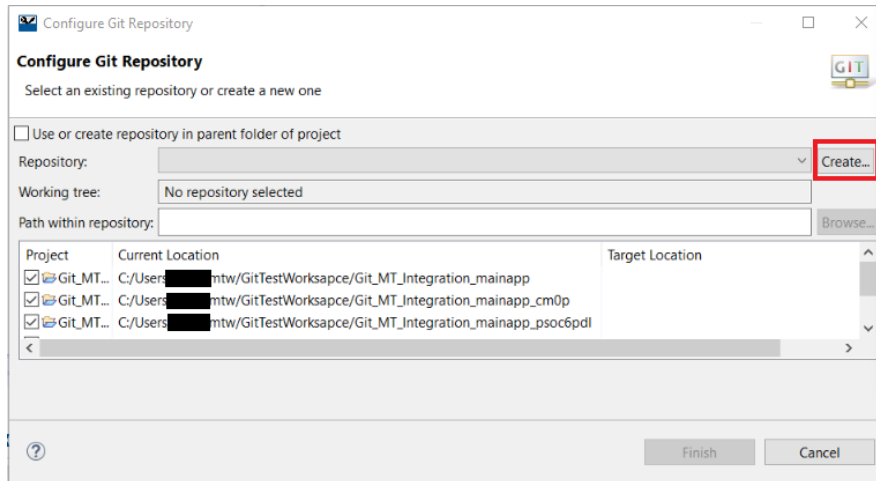 Configure Git Repository
Configure Git Repository
GIT
Select an existing repository or create a new one
Use or create repository in parent folder of project
Repository: Create...
Working tree: No repository selected
Path within repository: Browse...
Project Current Location Target Location
Git_MT... C:/Users mtw/GitTestWorksapce/Git_MT_Integration_mainapp
Git_MT... C:/Users mtw/GitTestWorksapce/Git_MT_Integration_mainapp_cm0p
Git_MT... C:/Users mtw/GitTestWorksapce/Git_MT_Integration_mainapp_psoc6pdl
? Finish Cancel